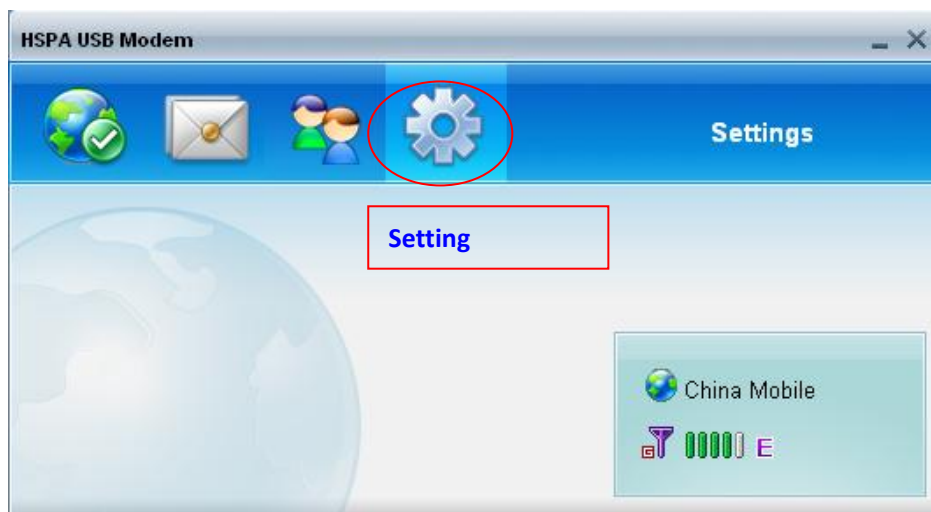 HSPA USB Modem
Settings
Setting
China Mobile
G E